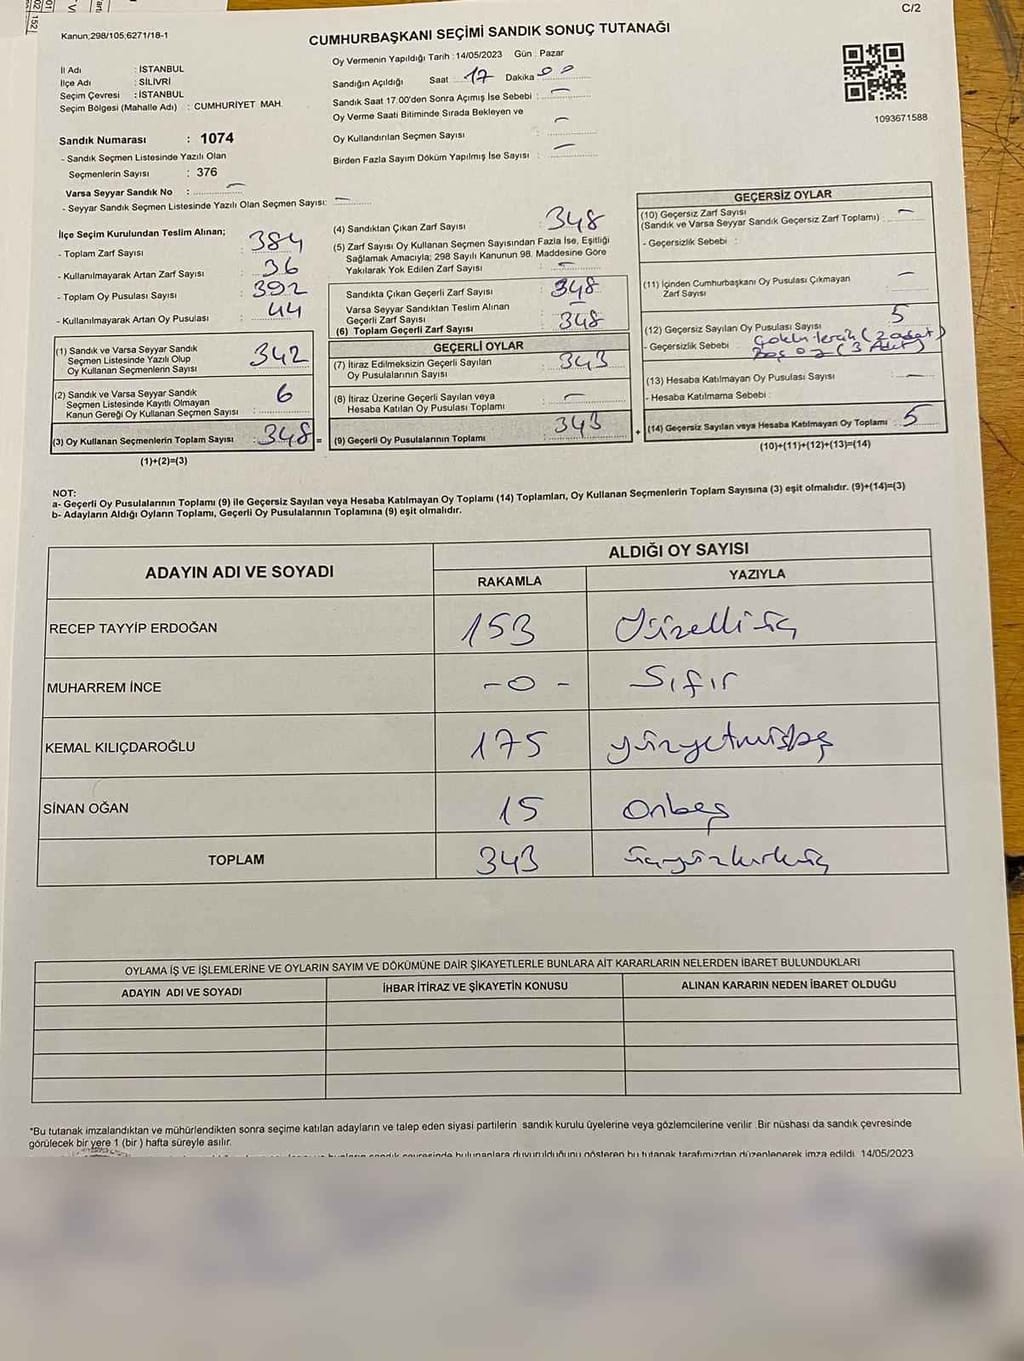 C/2
Kanun;298/105,6271/18-1
CUMHURBAŞKANI SEÇİMİ SANDIK SONUÇ TUTANAĞI
İl Adı : İSTANBUL
İlçe Adı : SİLİVRİ
Seçim Çevresi : İSTANBUL
Seçim Bölgesi (Mahalle Adı) : CUMHURİYET MAH.
Oy Vermenin Yapıldığı Tarih :14/05/2023 Gün : Pazar
Sandığın Açıldığı Saat 17 Dakika 00
Sandık Saat 17.00'den Sonra Açımış İse Sebebi : –
Oy Verme Saati Bitiminde Sırada Bekleyen ve
Oy Kullandırılan Seçmen Sayısı : –
Birden Fazla Sayım Döküm Yapılmış İse Sayısı : –
1093671588
Sandık Numarası : 1074
- Sandık Seçmen Listesinde Yazılı Olan
Seçmenlerin Sayısı : 376
Varsa Seyyar Sandık No : –
- Seyyar Sandık Seçmen Listesinde Yazılı Olan Seçmen Sayısı: –
İlçe Seçim Kurulundan Teslim Alınan;
- Toplam Zarf Sayısı : 384
- Kullanılmayarak Artan Zarf Sayısı : 36
- Toplam Oy Pusulası Sayısı : 392
- Kullanılmayarak Artan Oy Pusulası : 44
(1) Sandık ve Varsa Seyyar Sandık
Seçmen Listesinde Yazılı Olup
Oy Kullanan Seçmenlerin Sayısı : 342
(2) Sandık ve Varsa Seyyar Sandık
Seçmen Listesinde Kayıtlı Olmayan
Kanun Gereği Oy Kullanan Seçmen Sayısı : 6
(3) Oy Kullanan Seçmenlerin Toplam Sayısı : 348 =
(1)+(2)=(3)
(4) Sandıktan Çıkan Zarf Sayısı : 348
(5) Zarf Sayısı Oy Kullanan Seçmen Sayısından Fazla İse, Eşitliği
Sağlamak Amacıyla; 298 Sayılı Kanunun 98. Maddesine Göre
Yakılarak Yok Edilen Zarf Sayısı : –
Sandıkta Çıkan Geçerli Zarf Sayısı : 348
Varsa Seyyar Sandıktan Teslim Alınan
Geçerli Zarf Sayısı : –
(6) Toplam Geçerli Zarf Sayısı : 348
GEÇERLİ OYLAR
(7) İtiraz Edilmeksizin Geçerli Sayılan
Oy Pusulalarının Sayısı : 343
(8) İtiraz Üzerine Geçerli Sayılan veya
Hesaba Katılan Oy Pusulası Toplamı : –
(9) Geçerli Oy Pusulalarının Toplamı : 343 +
GEÇERSİZ OYLAR
(10) Geçersiz Zarf Sayısı
(Sandık ve Varsa Seyyar Sandık Geçersiz Zarf Toplamı) : –
- Geçersizlik Sebebi :
(11) İçinden Cumhurbaşkanı Oy Pusulası Çıkmayan
Zarf Sayısı : –
(12) Geçersiz Sayılan Oy Pusulası Sayısı : 5
- Geçersizlik Sebebi : Çoklu tercih (2 adet)
Boş oy (3 Adet)
(13) Hesaba Katılmayan Oy Pusulası Sayısı : –
- Hesaba Katılmama Sebebi :
(14) Geçersiz Sayılan veya Hesaba Katılmayan Oy Toplamı : 5
(10)+(11)+(12)+(13)=(14)
NOT:
a- Geçerli Oy Pusulalarının Toplamı (9) ile Geçersiz Sayılan veya Hesaba Katılmayan Oy Toplamı (14) Toplamları, Oy Kullanan Seçmenlerin Toplam Sayısına (3) eşit olmalıdır. (9)+(14)=(3)
b- Adayların Aldığı Oyların Toplamı, Geçerli Oy Pusulalarının Toplamına (9) eşit olmalıdır.
ADAYIN ADI VE SOYADI
ALDIĞI OY SAYISI
RAKAMLA YAZIYLA
RECEP TAYYİP ERDOĞAN 153 Yüzelliüç
MUHARREM İNCE -0- Sıfır
KEMAL KILIÇDAROĞLU 175 yüzyetmişbeş
SİNAN OĞAN 15 Onbeş
TOPLAM 343 üçyüzkırküç
OYLAMA İŞ VE İŞLEMLERİNE VE OYLARIN SAYIM VE DÖKÜMÜNE DAİR ŞİKAYETLERLE BUNLARA AİT KARARLARIN NELERDEN İBARET BULUNDUKLARI
ADAYIN ADI VE SOYADI İHBAR İTİRAZ VE ŞİKAYETİN KONUSU ALINAN KARARIN NEDEN İBARET OLDUĞU
*Bu tutanak imzalandıktan ve mühürlendikten sonra seçime katılan adayların ve talep eden siyasi partilerin sandık kurulu üyelerine veya gözlemcilerine verilir. Bir nüshası da sandık çevresinde
görülecek bir yere 1 (bir) hafta süreyle asılır.
sandık çevresinde bulunanlara duyurulduğunu gösteren bu tutanak tarafımızdan düzenlenerek imza edildi. 14/05/2023